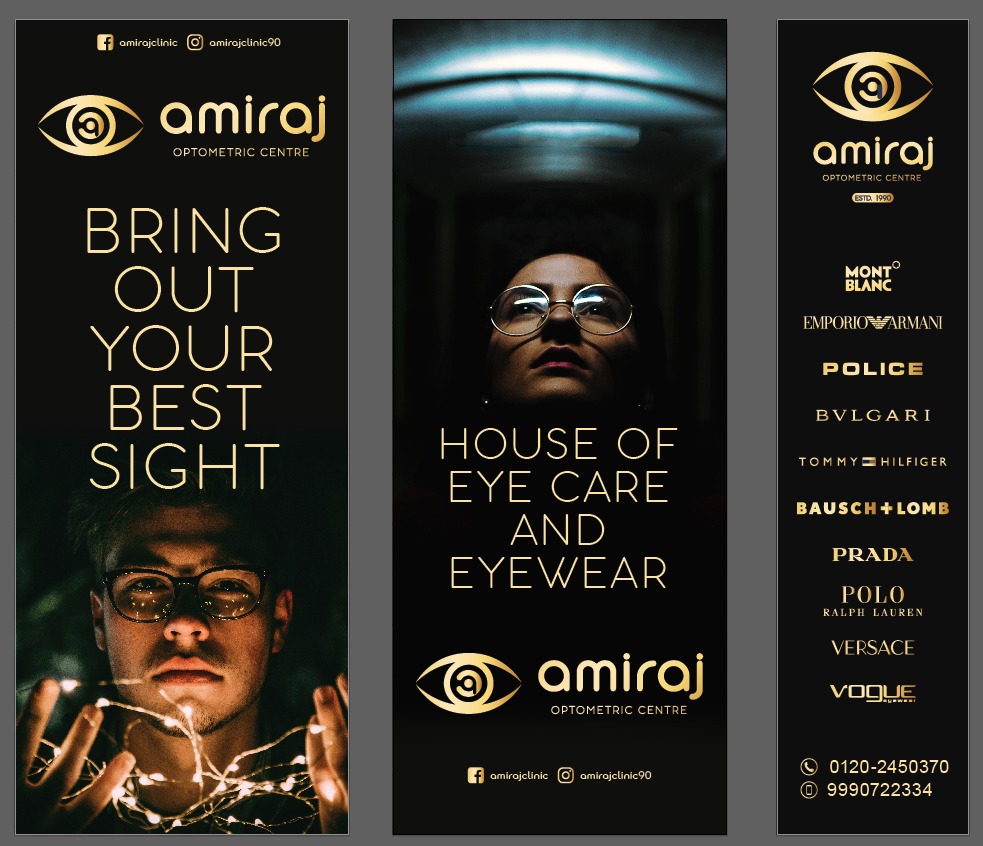 amirajclinic amirajclinic90
amiraj
OPTOMETRIC CENTRE
BRING
OUT
YOUR
BEST
SIGHT
HOUSE OF
EYE CARE
AND
EYEWEAR
amiraj
OPTOMETRIC CENTRE
amirajclinic amirajclinic90
amiraj
OPTOMETRIC CENTRE
ESTD. 1990
MONT
BLANC
EMPORIO ARMANI
POLICE
BVLGARI
TOMMY HILFIGER
BAUSCH+LOMB
PRADA
POLO
RALPH LAUREN
VERSACE
VOGUE
eyewear
0120-2450370
9990722334